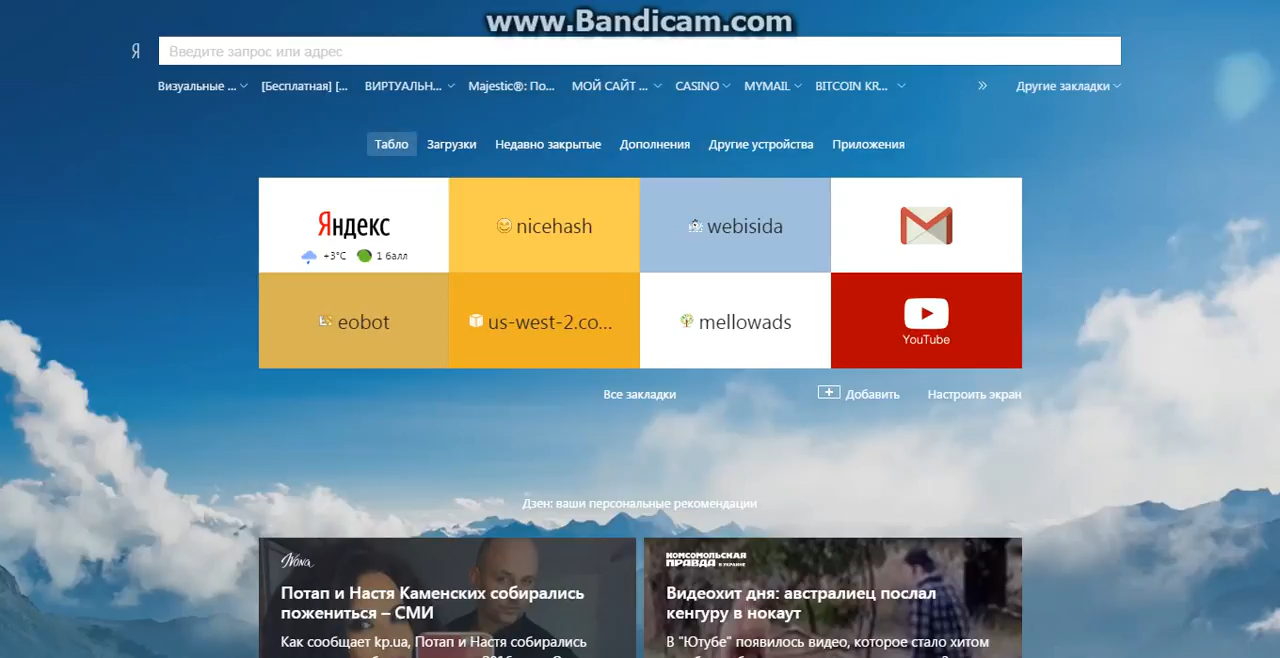 www.Bandicam.com
Я Введите запрос или адрес
Визуальные ... [Бесплатная] [... ВИРТУАЛЬН... Majestic®: По... МОЙ САЙТ ... CASINO MYMAIL BITCOIN KR... » Другие закладки
Табло Загрузки Недавно закрытые Дополнения Другие устройства Приложения
Яндекс nicehash webisida
+3°C 1 балл
eobot us-west-2.co... mellowads YouTube
Все закладки Добавить Настроить экран
Дзен: ваши персональные рекомендации
Ивона
Потап и Настя Каменских собирались
пожениться – СМИ
Как сообщает kp.ua, Потап и Настя собирались
КОМСОМОЛЬСКАЯ
ПРАВДА В УКРАИНЕ
Видеохит дня: австралиец послал
кенгуру в нокаут
В "Ютубе" появилось видео, которое стало хитом